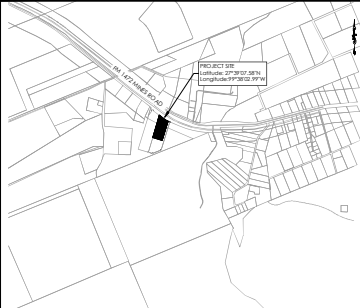 PROJECT SITE
Latitude: 27°39'07.58"N
Longitude:99°38'02.99"W
FM 1472 MINES ROAD